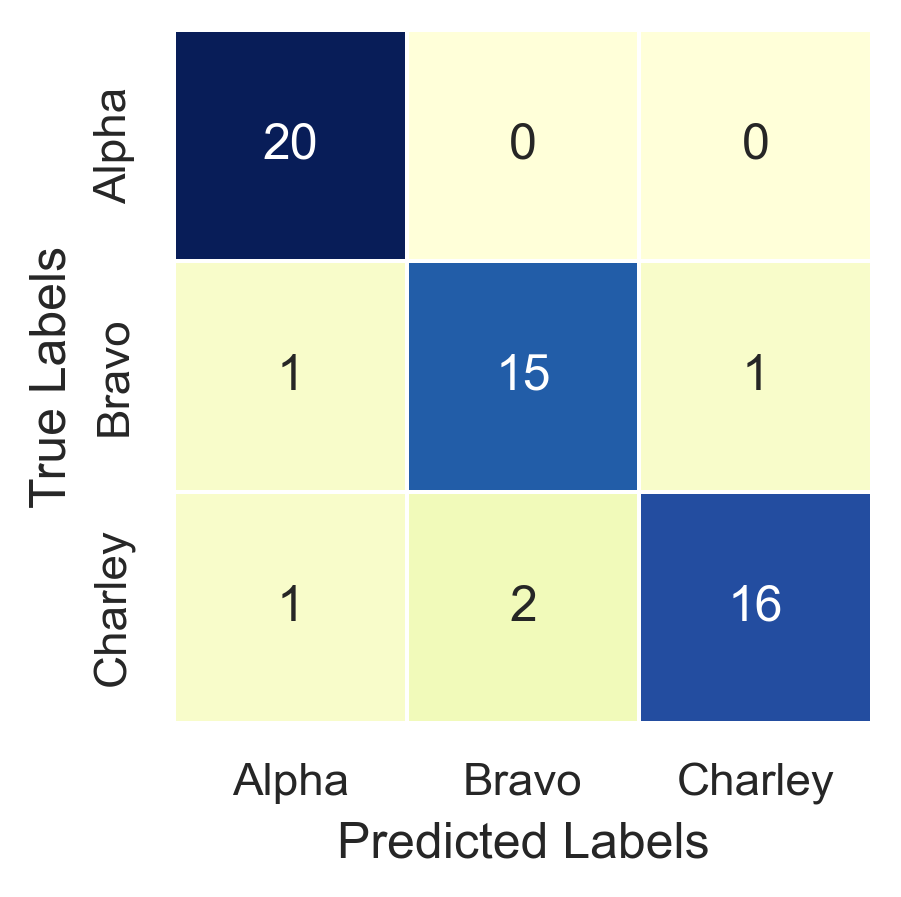 True Labels
Alpha
20 0 0
Bravo
1 15 1
Charley
1 2 16
Alpha Bravo Charley
Predicted Labels